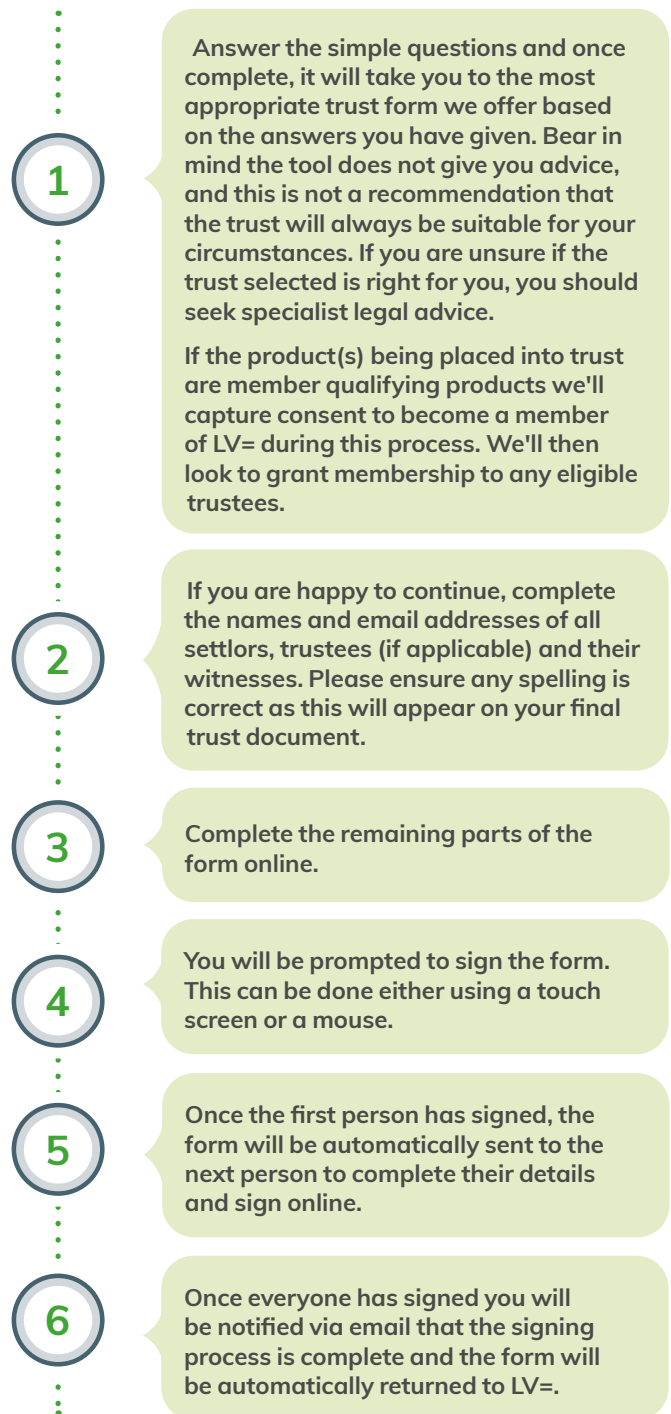 1
Answer the simple questions and once
complete, it will take you to the most
appropriate trust form we offer based
on the answers you have given. Bear in
mind the tool does not give you advice,
and this is not a recommendation that
the trust will always be suitable for your
circumstances. If you are unsure if the
trust selected is right for you, you should
seek specialist legal advice.
If the product(s) being placed into trust
are member qualifying products we'll
capture consent to become a member
of LV= during this process. We'll then
look to grant membership to any eligible
trustees.
2
If you are happy to continue, complete
the names and email addresses of all
settlors, trustees (if applicable) and their
witnesses. Please ensure any spelling is
correct as this will appear on your final
trust document.
3
Complete the remaining parts of the
form online.
4
You will be prompted to sign the form.
This can be done either using a touch
screen or a mouse.
5
Once the first person has signed, the
form will be automatically sent to the
next person to complete their details
and sign online.
6
Once everyone has signed you will
be notified via email that the signing
process is complete and the form will
be automatically returned to LV=.